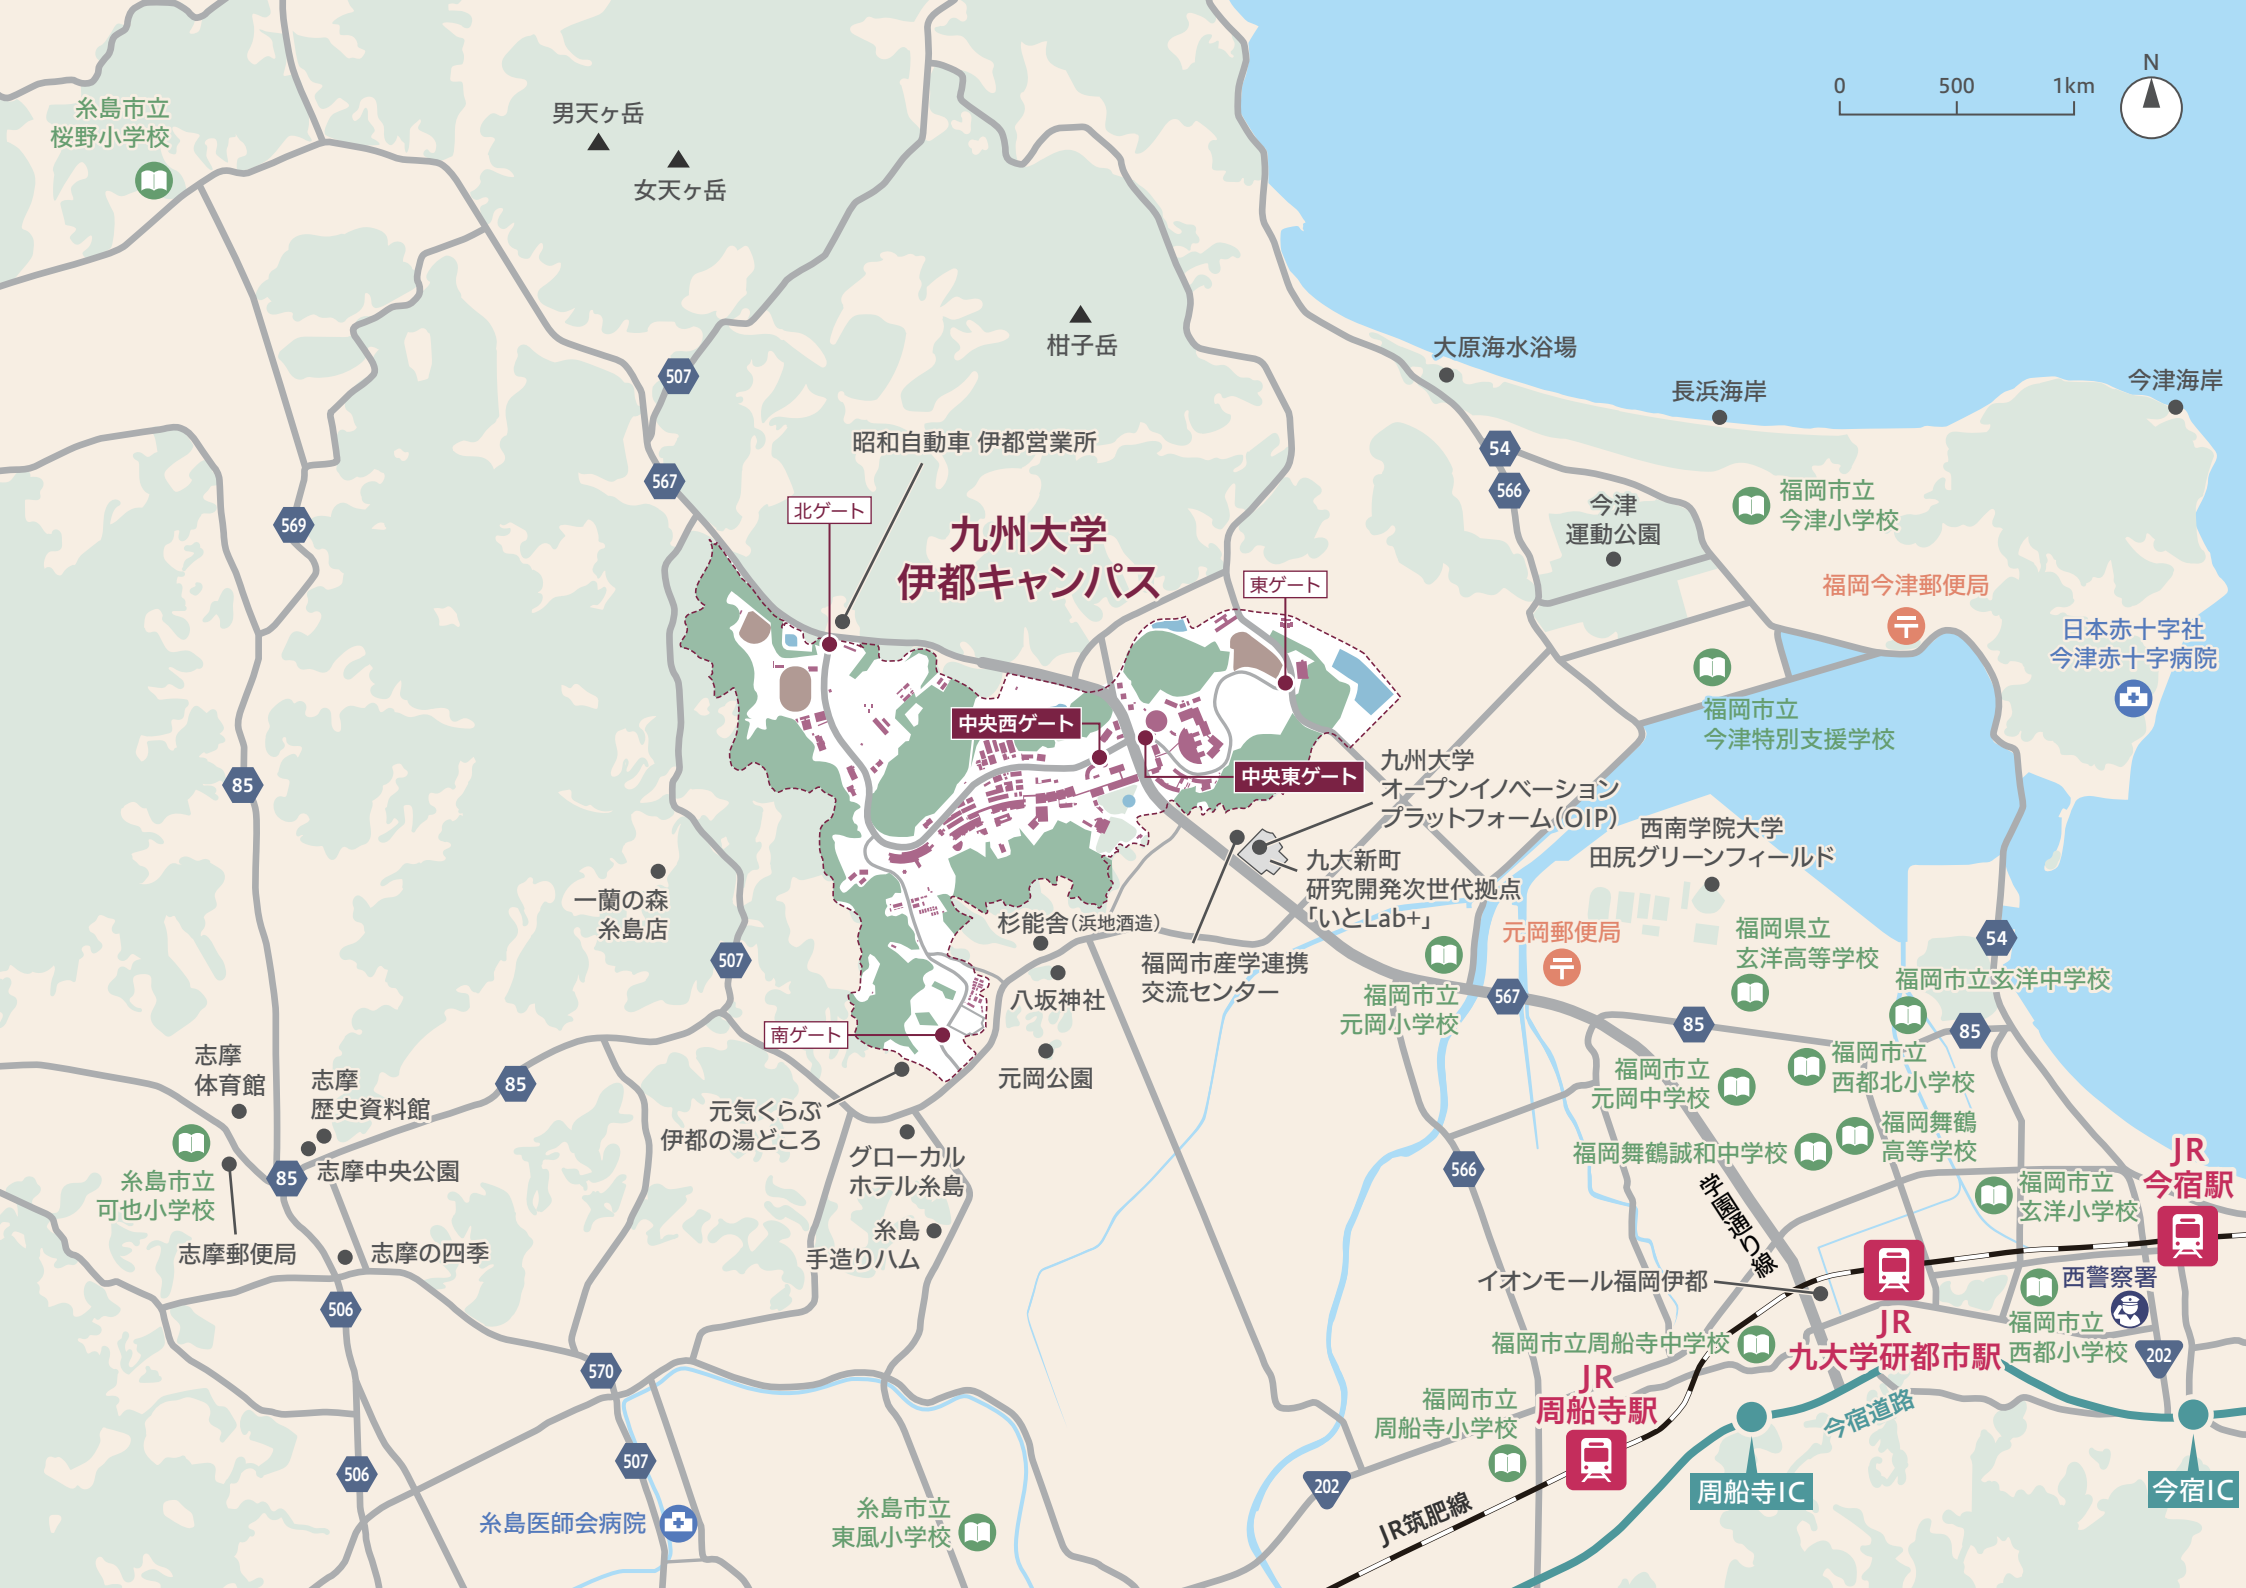 0 500 1km
N
糸島市立
桜野小学校
男天ヶ岳
女天ヶ岳
柑子岳
大原海水浴場
長浜海岸
今津海岸
507
昭和自動車 伊都営業所
54
567
566
569
北ゲート
九州大学
伊都キャンパス
今津
運動公園
福岡市立
今津小学校
東ゲート
福岡今津郵便局
日本赤十字社
今津赤十字病院
中央西ゲート
福岡市立
今津特別支援学校
中央東ゲート
九州大学
オープンイノベーション
プラットフォーム(OIP)
85
西南学院大学
田尻グリーンフィールド
九大新町
研究開発次世代拠点
「いとLab+」
一蘭の森
糸島店
杉能舎(浜地酒造)
元岡郵便局
福岡県立
玄洋高等学校
54
507
福岡市産学連携
交流センター
八坂神社
福岡市立玄洋中学校
福岡市立
元岡小学校
567
85
85
南ゲート
志摩
体育館
志摩
歴史資料館
85
元岡公園
福岡市立
元岡中学校
福岡市立
西都北小学校
元気くらぶ
伊都の湯どころ
グローカル
ホテル糸島
福岡舞鶴
高等学校
福岡舞鶴誠和中学校
566
糸島市立
可也小学校
85
志摩中央公園
学園通り線
JR
今宿駅
福岡市立
玄洋小学校
志摩郵便局
志摩の四季
糸島
手造りハム
イオンモール福岡伊都
西警察署
506
JR
九大学研都市駅
福岡市立
西都小学校
202
福岡市立周船寺中学校
570
JR
周船寺駅
福岡市立
周船寺小学校
今宿道路
507
506
202
周船寺IC
今宿IC
糸島医師会病院
糸島市立
東風小学校
JR筑肥線